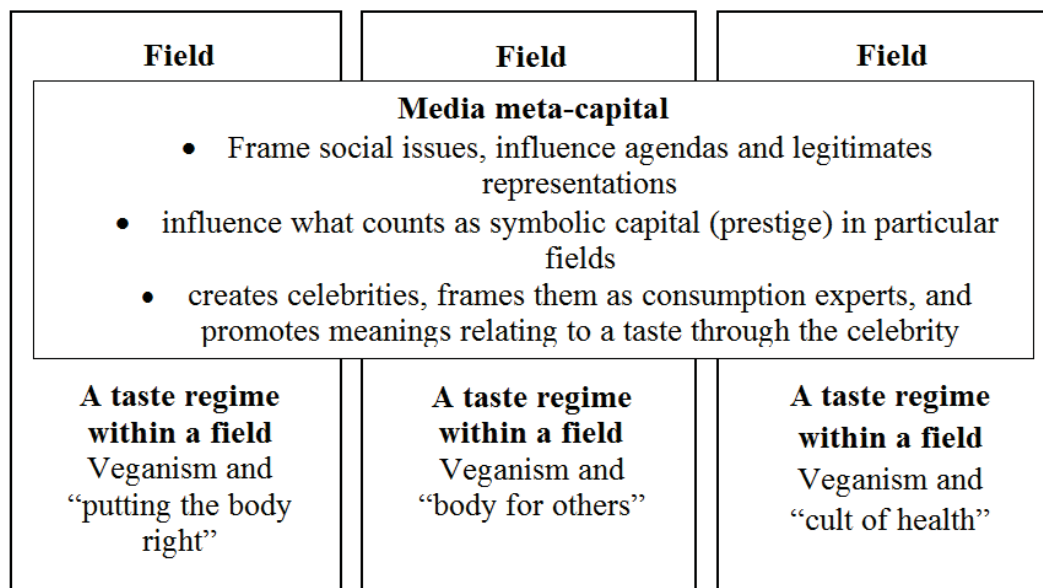 Field
Field
Field
Media meta-capital
• Frame social issues, influence agendas and legitimates
representations
• influence what counts as symbolic capital (prestige) in particular
fields
• creates celebrities, frames them as consumption experts, and
promotes meanings relating to a taste through the celebrity
A taste regime
within a field
Veganism and
“putting the body
right”
A taste regime
within a field
Veganism and
“body for others”
A taste regime
within a field
Veganism and
“cult of health”